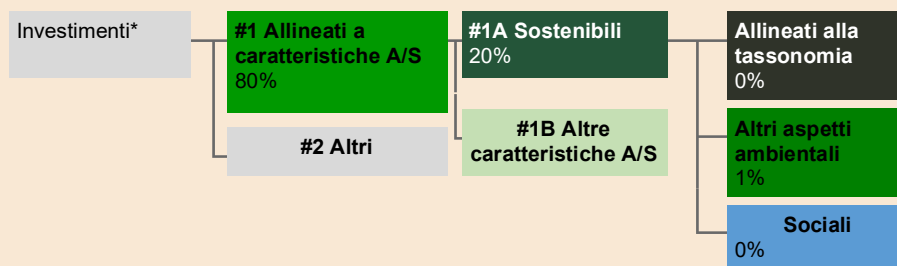 Investimenti*
#1 Allineati a
caratteristiche A/S
80%
#2 Altri
#1A Sostenibili
20%
#1B Altre
caratteristiche A/S
Allineati alla
tassonomia
0%
Altri aspetti
ambientali
1%
Sociali
0%